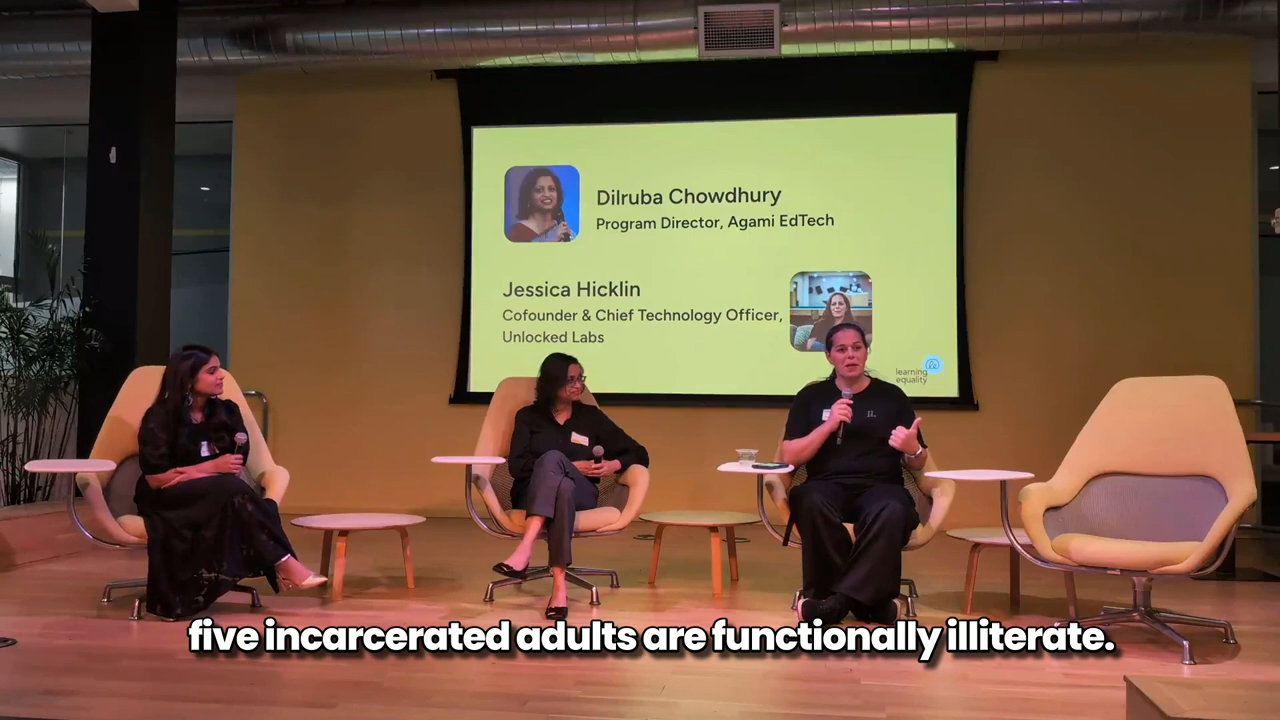 Dilruba Chowdhury
Program Director, Agami EdTech
Jessica Hicklin
Cofounder & Chief Technology Officer,
Unlocked Labs
learning
equality
five incarcerated adults are functionally illiterate.